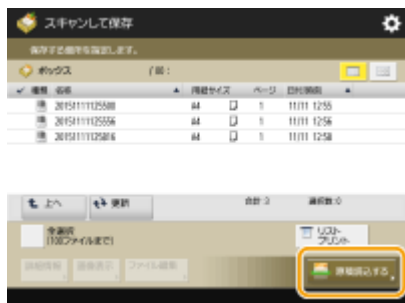 スキャンして保存
保存する場所を指定します。
ボックス / 00 :
✓ 種類 名称 ▲ 用紙サイズ ページ 日付/時刻 ▲
20151111125500 A4 1 11/11 12:55
20151111125556 A4 1 11/11 12:56
20151111125816 A4 1 11/11 12:58
上へ 更新 合計:3 選択数:0
全選択 リスト
(100ファイルまで) プリント
詳細情報 画像表示 ファイル編集 原稿読込する